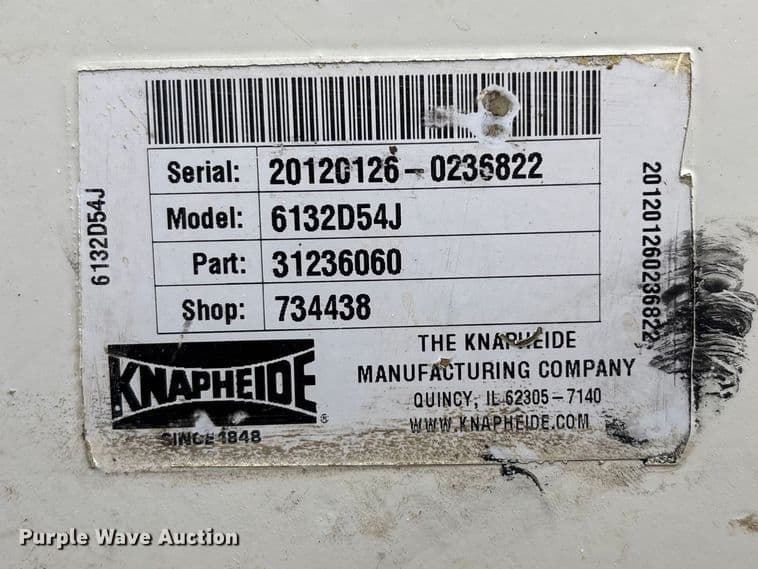 Serial: 20120126-0236822
Model: 6132D54J
Part: 31236060
Shop: 734438
6132D54J
201201260236822
KNAPHEIDE®
SINCE 1848
THE KNAPHEIDE
MANUFACTURING COMPANY
QUINCY, IL 62305-7140
WWW.KNAPHEIDE.COM
Purple Wave Auction